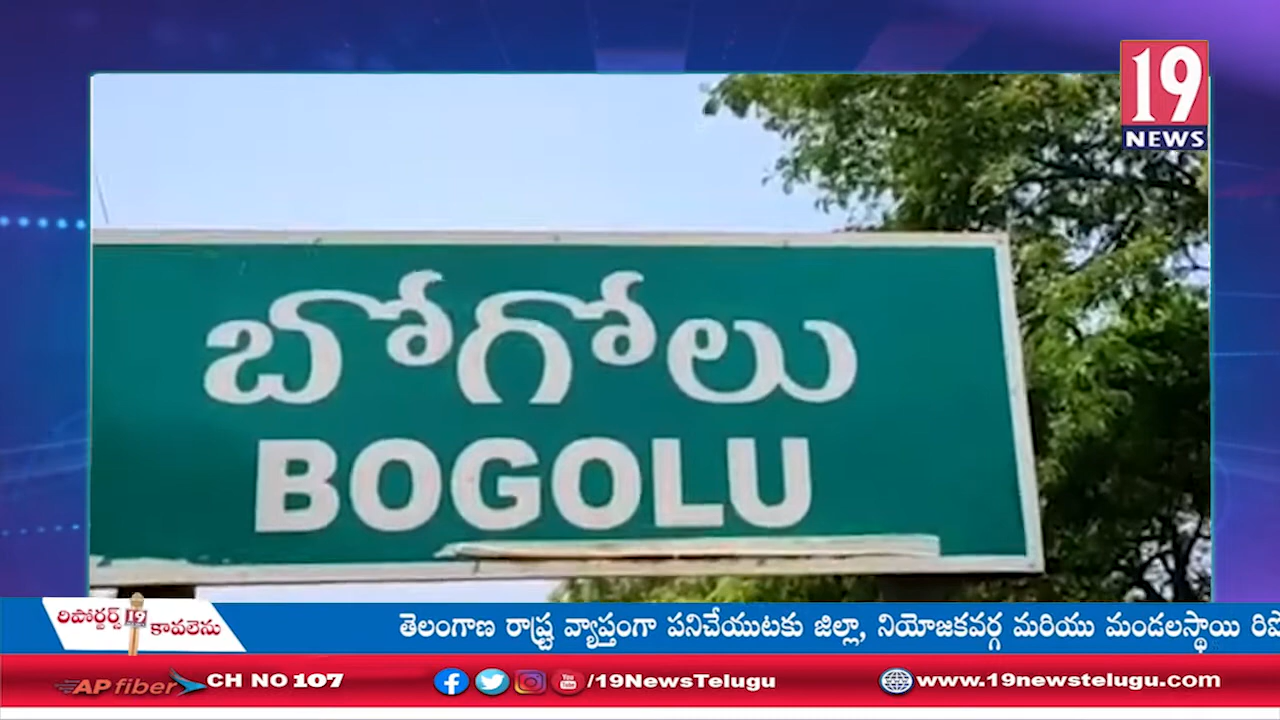 19
NEWS
బోగోలు
BOGOLU
రిపోర్టర్స్ 19
కావలెను
తెలంగాణ రాష్ట్ర వ్యాప్తంగా పనిచేయుటకు జిల్లా, నియోజకవర్గ మరియు మండలస్థాయి
AP fiber CH NO 107
/19NewsTelugu
www.19newstelugu.com